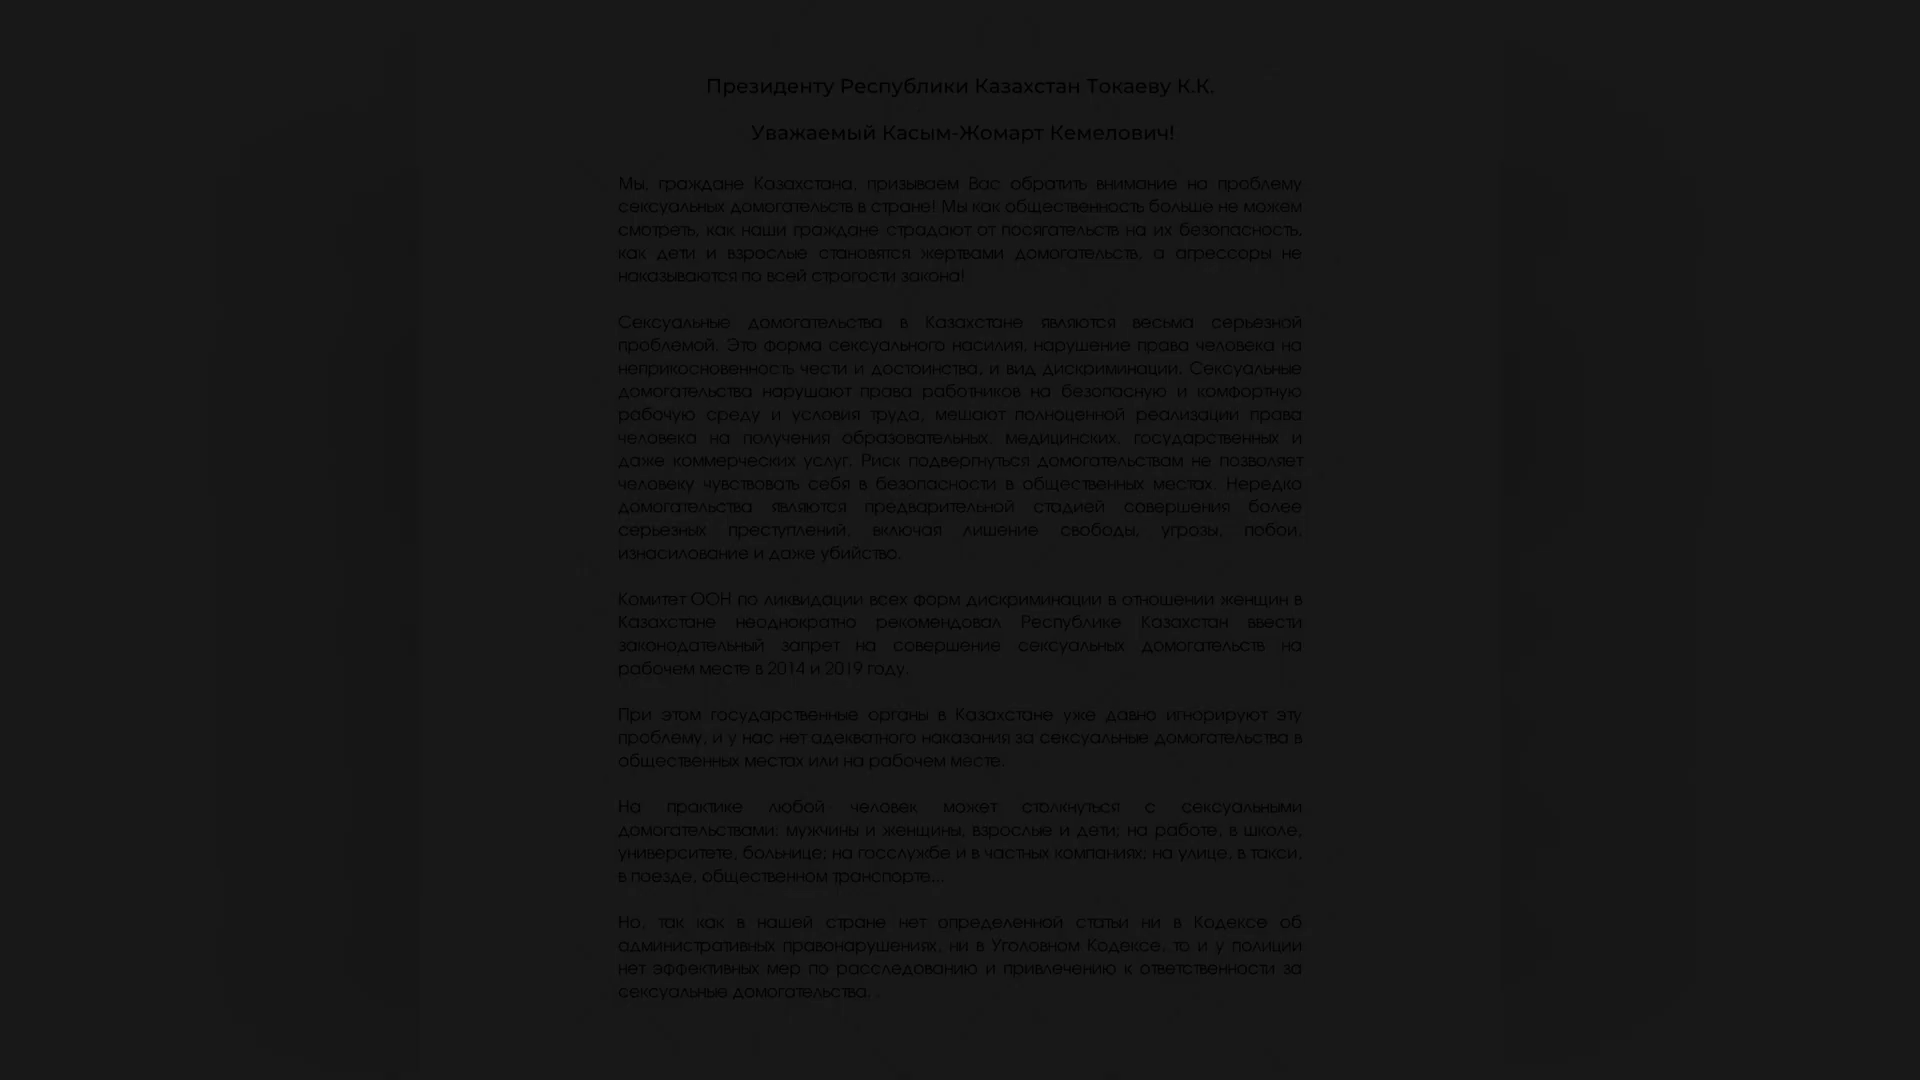 Президенту Республики Казахстан Токаеву К.К.
Уважаемый Касым-Жомарт Кемелович!
Мы, граждане Казахстана, призываем Вас обратить внимание на проблему
сексуальных домогательств в стране! Мы как общественность больше не можем
смотреть, как наши граждане страдают от посягательств на их безопасность,
как дети и взрослые становятся жертвами домогательств, а агрессоры не
наказываются по всей строгости закона!
Сексуальные домогательства в Казахстане являются весьма серьезной
проблемой. Это форма сексуального насилия, нарушение права человека на
неприкосновенность чести и достоинства, и вид дискриминации. Сексуальные
домогательства нарушают права работников на безопасную и комфортную
рабочую среду и условия труда, мешают полноценной реализации права
человека на получения образовательных, медицинских, государственных и
даже коммерческих услуг. Риск подвергнуться домогательствам не позволяет
человеку чувствовать себя в безопасности в общественных местах. Нередко
домогательства являются предварительной стадией совершения более
серьезных преступлений, включая лишение свободы, угрозы, побои,
изнасилование и даже убийство.
Комитет ООН по ликвидации всех форм дискриминации в отношении женщин в
Казахстане неоднократно рекомендовал Республике Казахстан ввести
законодательный запрет на совершение сексуальных домогательств на
рабочем месте в 2014 и 2019 году.
При этом государственные органы в Казахстане уже давно игнорируют эту
проблему, и у нас нет адекватного наказания за сексуальные домогательства в
общественных местах или на рабочем месте.
На практике любой человек может столкнуться с сексуальными
домогательствами: мужчины и женщины, взрослые и дети; на работе, в школе,
университете, больнице; на госслужбе и в частных компаниях; на улице, в такси,
в поезде, общественном транспорте...
Но, так как в нашей стране нет определенной статьи ни в Кодексе об
административных правонарушениях, ни в Уголовном Кодексе, то и у полиции
нет эффективных мер по расследованию и привлечению к ответственности за
сексуальные домогательства.